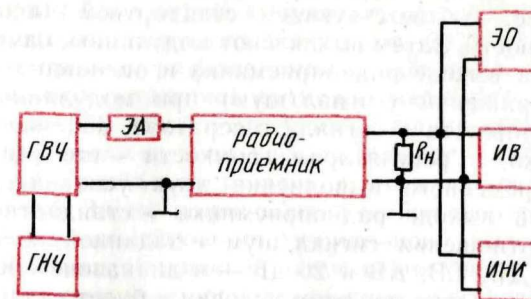 ЭО
ГВЧ
ЭА
Радио-
приемник
Rн
ИВ
ГНЧ
ИНИ